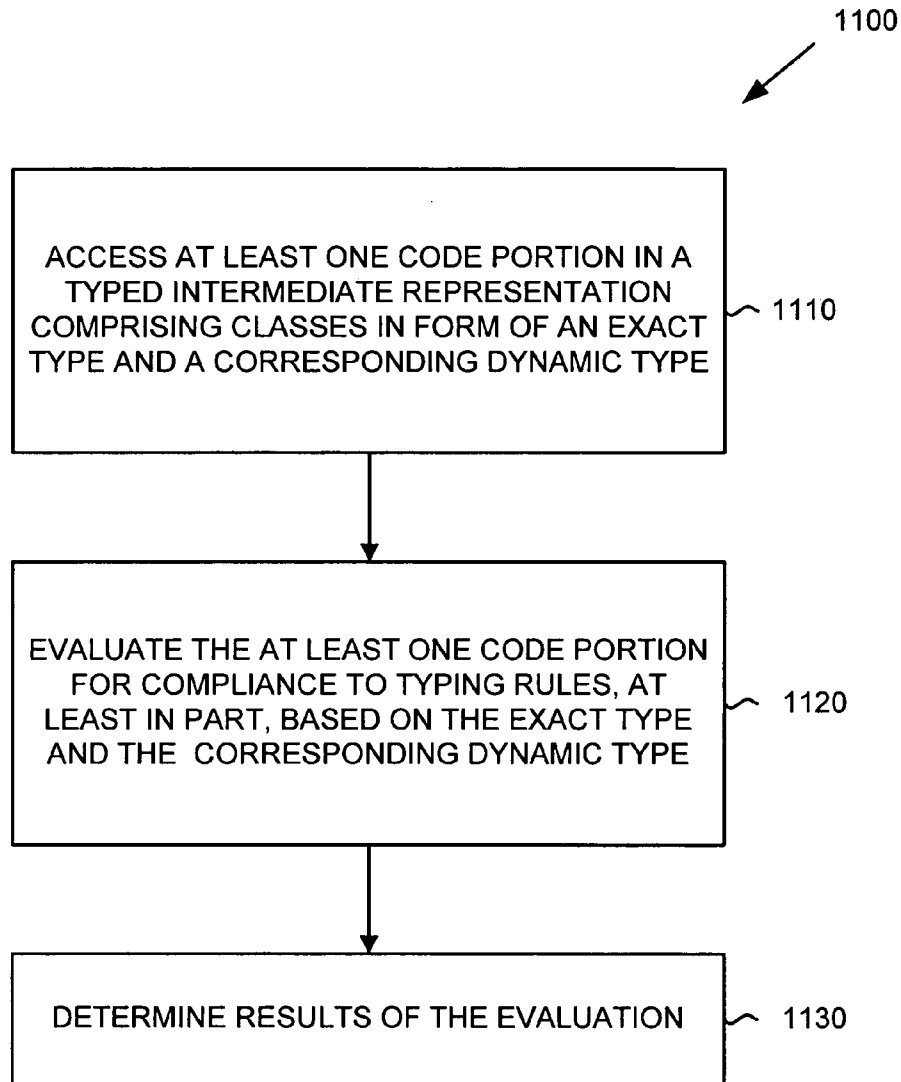 1100
ACCESS AT LEAST ONE CODE PORTION IN A
TYPED INTERMEDIATE REPRESENTATION
COMPRISING CLASSES IN FORM OF AN EXACT
TYPE AND A CORRESPONDING DYNAMIC TYPE
1110
EVALUATE THE AT LEAST ONE CODE PORTION
FOR COMPLIANCE TO TYPING RULES, AT
LEAST IN PART, BASED ON THE EXACT TYPE
AND THE CORRESPONDING DYNAMIC TYPE
1120
DETERMINE RESULTS OF THE EVALUATION
1130